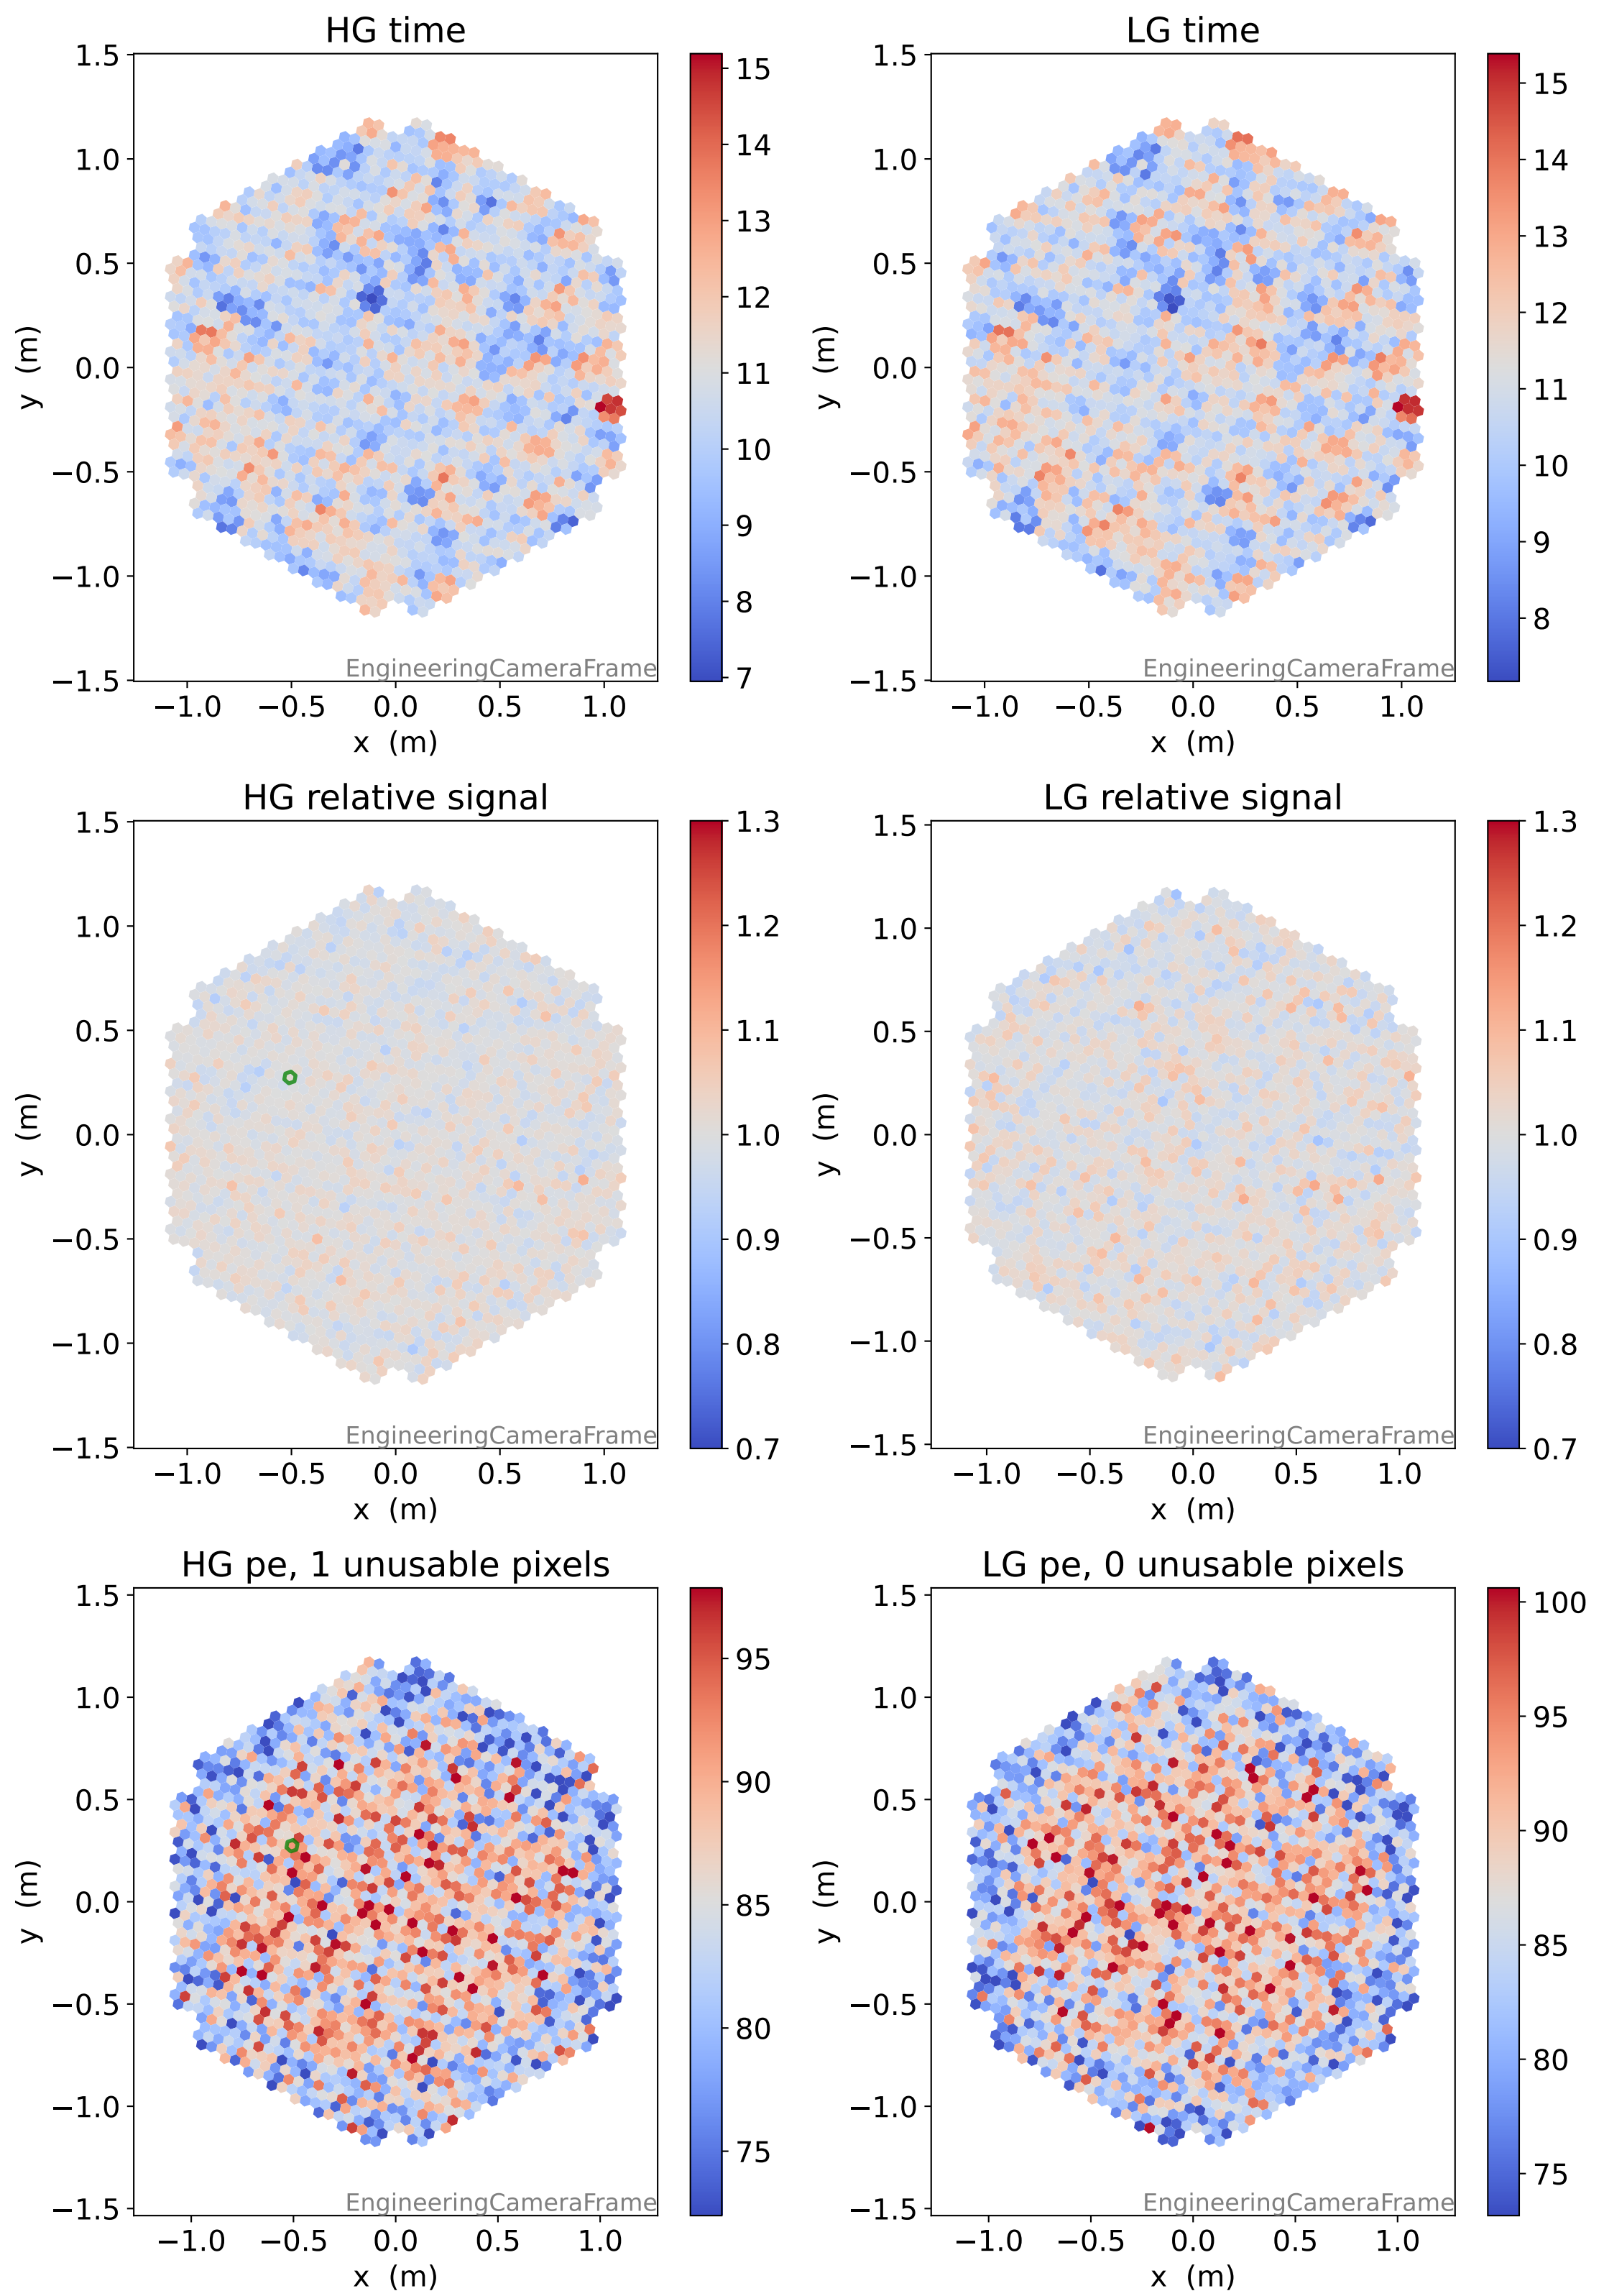 HG time
1.5
1.0
0.5
0.0
−0.5
−1.0
−1.5
y (m)
−1.0 −0.5 0.0 0.5 1.0
x (m)
EngineeringCameraFrame
15
14
13
12
11
10
9
8
7
LG time
1.5
1.0
0.5
0.0
−0.5
−1.0
−1.5
y (m)
−1.0 −0.5 0.0 0.5 1.0
x (m)
EngineeringCameraFrame
15
14
13
12
11
10
9
8
HG relative signal
1.5
1.0
0.5
0.0
−0.5
−1.0
−1.5
y (m)
−1.0 −0.5 0.0 0.5 1.0
x (m)
EngineeringCameraFrame
1.3
1.2
1.1
1.0
0.9
0.8
0.7
LG relative signal
1.5
1.0
0.5
0.0
−0.5
−1.0
−1.5
y (m)
−1.0 −0.5 0.0 0.5 1.0
x (m)
EngineeringCameraFrame
1.3
1.2
1.1
1.0
0.9
0.8
0.7
HG pe, 1 unusable pixels
1.5
1.0
0.5
0.0
−0.5
−1.0
−1.5
y (m)
−1.0 −0.5 0.0 0.5 1.0
x (m)
EngineeringCameraFrame
95
90
85
80
75
LG pe, 0 unusable pixels
1.5
1.0
0.5
0.0
−0.5
−1.0
−1.5
y (m)
−1.0 −0.5 0.0 0.5 1.0
x (m)
EngineeringCameraFrame
100
95
90
85
80
75